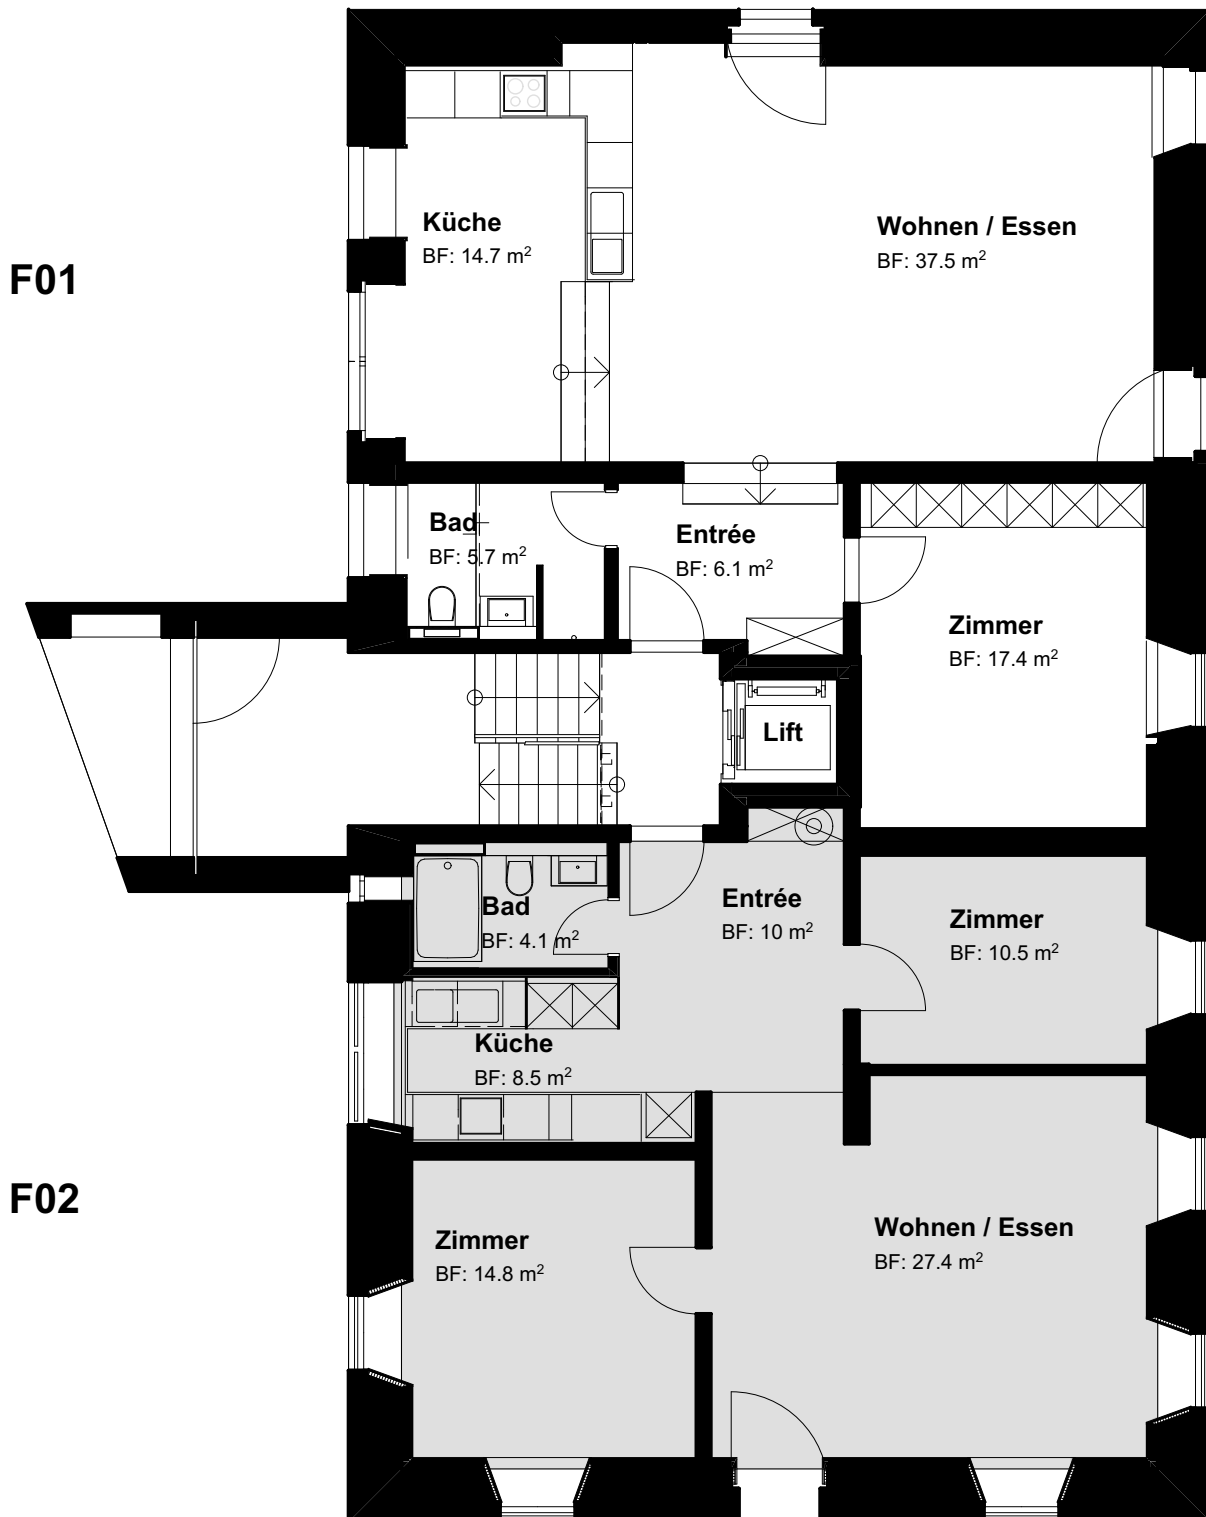 F01
Küche
BF: 14.7 m²
Wohnen / Essen
BF: 37.5 m²
Bad
BF: 5.7 m²
Entrée
BF: 6.1 m²
Zimmer
BF: 17.4 m²
Lift
F02
Bad
BF: 4.1 m²
Entrée
BF: 10 m²
Zimmer
BF: 10.5 m²
Küche
BF: 8.5 m²
Zimmer
BF: 14.8 m²
Wohnen / Essen
BF: 27.4 m²